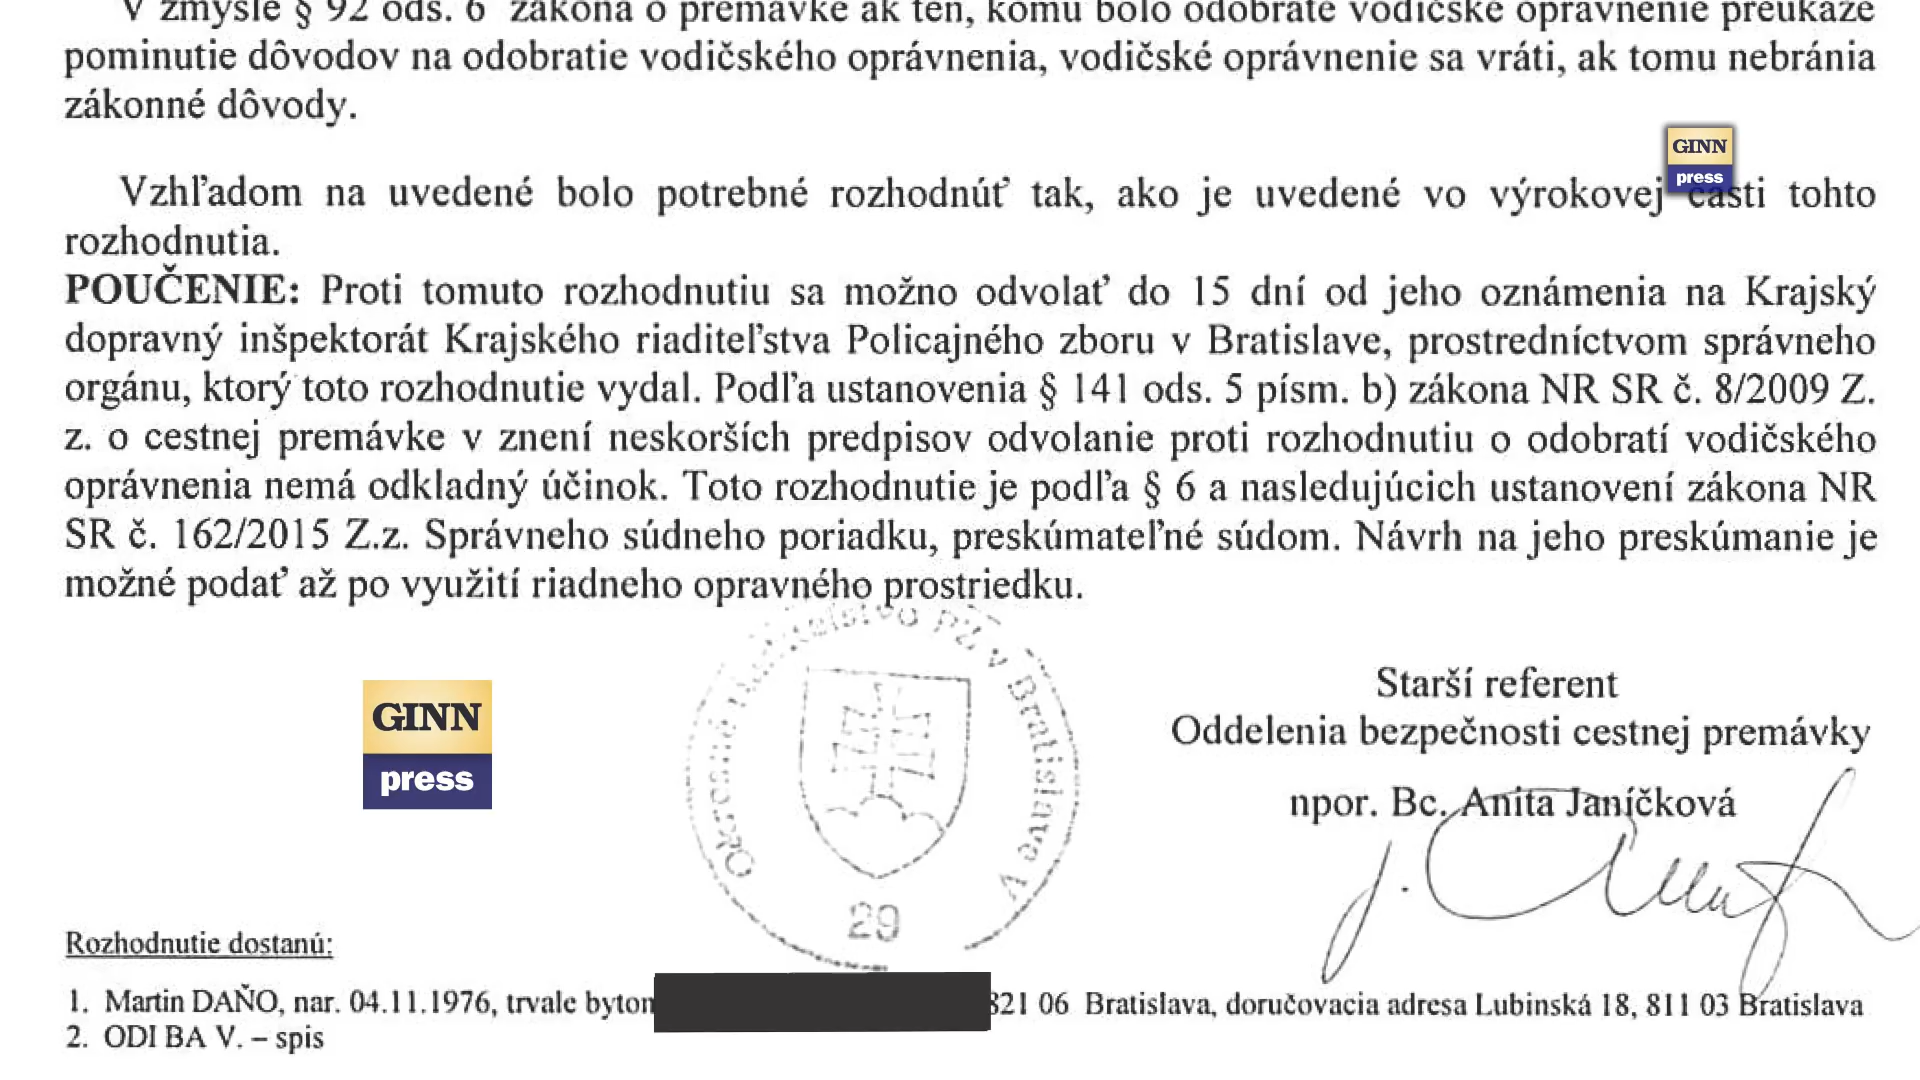 V zmysle § 92 ods. 6 zákona o premávke ak ten, komu bolo odobraté vodičské oprávnenie preukáže
pominutie dôvodov na odobratie vodičského oprávnenia, vodičské oprávnenie sa vráti, ak tomu nebránia
zákonné dôvody.
GINN
press
Vzhľadom na uvedené bolo potrebné rozhodnúť tak, ako je uvedené vo výrokovej časti tohto
rozhodnutia.
POUČENIE: Proti tomuto rozhodnutiu sa možno odvolať do 15 dní od jeho oznámenia na Krajský
dopravný inšpektorát Krajského riaditeľstva Policajného zboru v Bratislave, prostredníctvom správneho
orgánu, ktorý toto rozhodnutie vydal. Podľa ustanovenia § 141 ods. 5 písm. b) zákona NR SR č. 8/2009 Z.
z. o cestnej premávke v znení neskorších predpisov odvolanie proti rozhodnutiu o odobratí vodičského
oprávnenia nemá odkladný účinok. Toto rozhodnutie je podľa § 6 a nasledujúcich ustanovení zákona NR
SR č. 162/2015 Z.z. Správneho súdneho poriadku, preskúmateľné súdom. Návrh na jeho preskúmanie je
možné podať až po využití riadneho opravného prostriedku.
GINN
press
PZ v Bratislave V
29
Starší referent
Oddelenia bezpečnosti cestnej premávky
npor. Bc. Anita Janíčková
Rozhodnutie dostanú:
1. Martin DAŇO, nar. 04.11.1976, trvale bytom 821 06 Bratislava, doručovacia adresa Lubinská 18, 811 03 Bratislava
2. ODI BA V. – spis